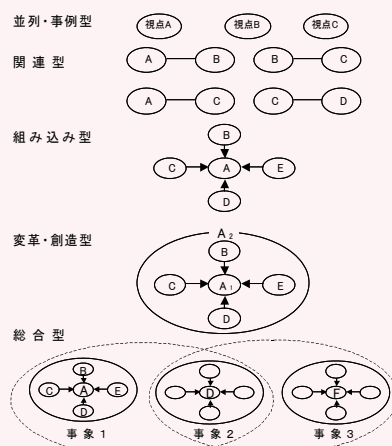 並列・事例型 視点A 視点B 視点C
関連型 A B B C
A C C D
組み込み型
B
C A E
D
変革・創造型
A₂
B
C A₁ E
D
総合型
B
C A E D F
D
事象1 事象2 事象3